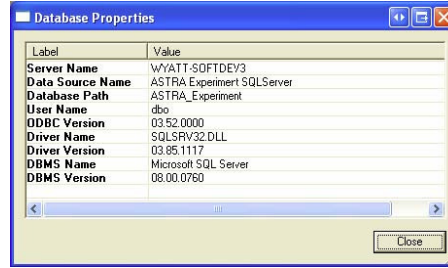 Database Properties
Label Value
Server Name WYATT-SOFTDEV3
Data Source Name ASTRA Experimert SQLServer
Database Path ASTRA_Experiment
User Name dbo
ODBC Version 03.52.0000
Driver Name SQLSRV32.DLL
Driver Version 03.85.1117
DBMS Name Microsoft SQL Server
DBMS Version 08.00.0760
Close